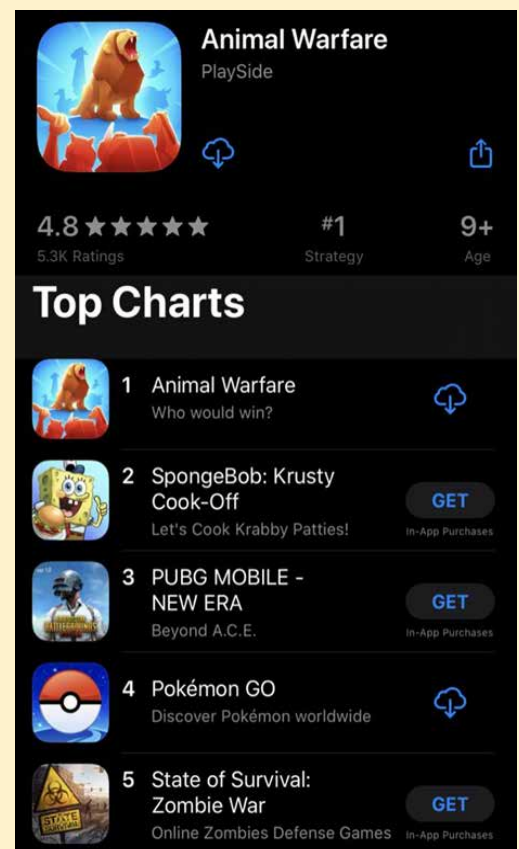 Animal Warfare
PlaySide
4.8 #1 9+
5.3K Ratings Strategy Age
Top Charts
1 Animal Warfare
Who would win?
2 SpongeBob: Krusty
Cook-Off
GET
Let's Cook Krabby Patties!
In-App Purchases
3 PUBG MOBILE -
NEW ERA
GET
Beyond A.C.E.
In-App Purchases
4 Pokémon GO
Discover Pokémon worldwide
5 State of Survival:
Zombie War
GET
Online Zombies Defense Games
In-App Purchases
STATE